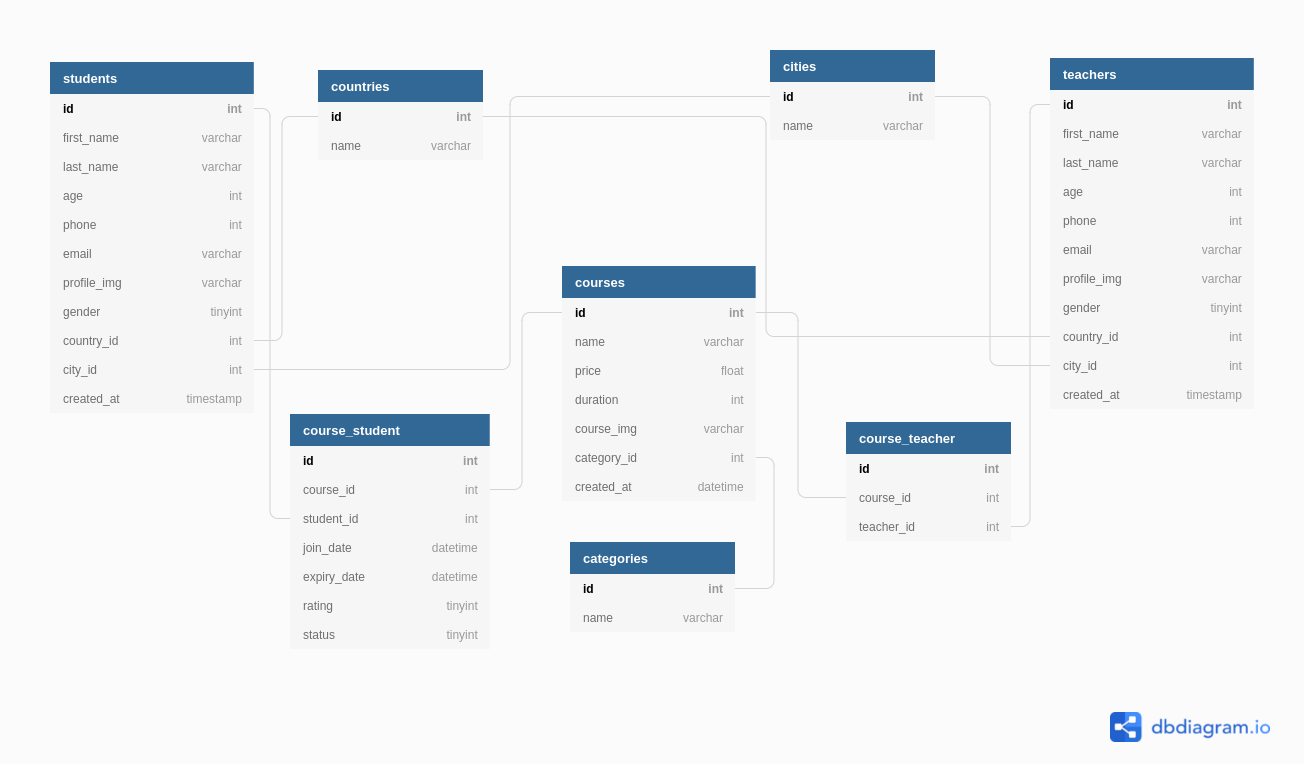 students
id int
first_name varchar
last_name varchar
age int
phone int
email varchar
profile_img varchar
gender tinyint
country_id int
city_id int
created_at timestamp
countries
id int
name varchar
cities
id int
name varchar
teachers
id int
first_name varchar
last_name varchar
age int
phone int
email varchar
profile_img varchar
gender tinyint
country_id int
city_id int
created_at timestamp
courses
id int
name varchar
price float
duration int
course_img varchar
category_id int
created_at datetime
course_student
id int
course_id int
student_id int
join_date datetime
expiry_date datetime
rating tinyint
status tinyint
categories
id int
name varchar
course_teacher
id int
course_id int
teacher_id int
dbdiagram.io